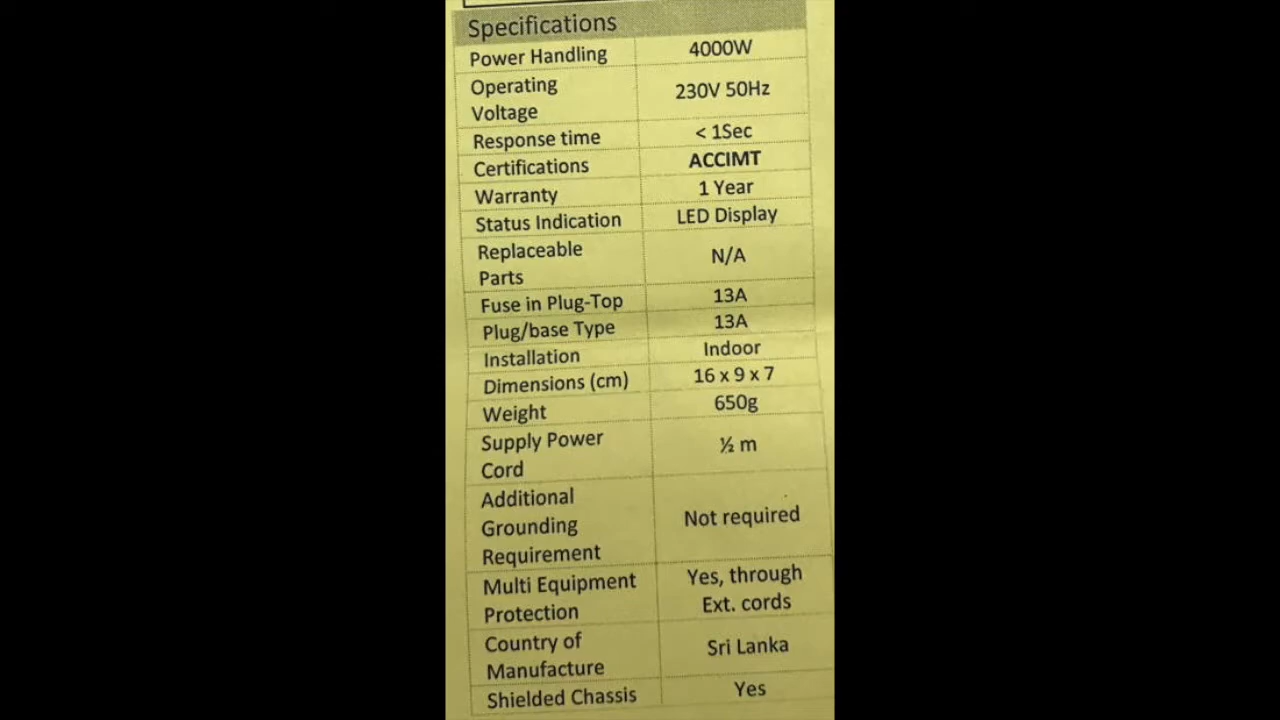 Specifications
Power Handling 4000W
Operating
Voltage
230V 50Hz
Response time < 1Sec
Certifications ACCIMT
Warranty 1 Year
Status Indication LED Display
Replaceable
Parts
N/A
Fuse in Plug-Top 13A
Plug/base Type 13A
Installation Indoor
Dimensions (cm) 16 x 9 x 7
Weight 650g
Supply Power
Cord
½ m
Additional
Grounding
Requirement
Not required
Multi Equipment
Protection
Yes, through
Ext. cords
Country of
Manufacture
Sri Lanka
Shielded Chassis Yes